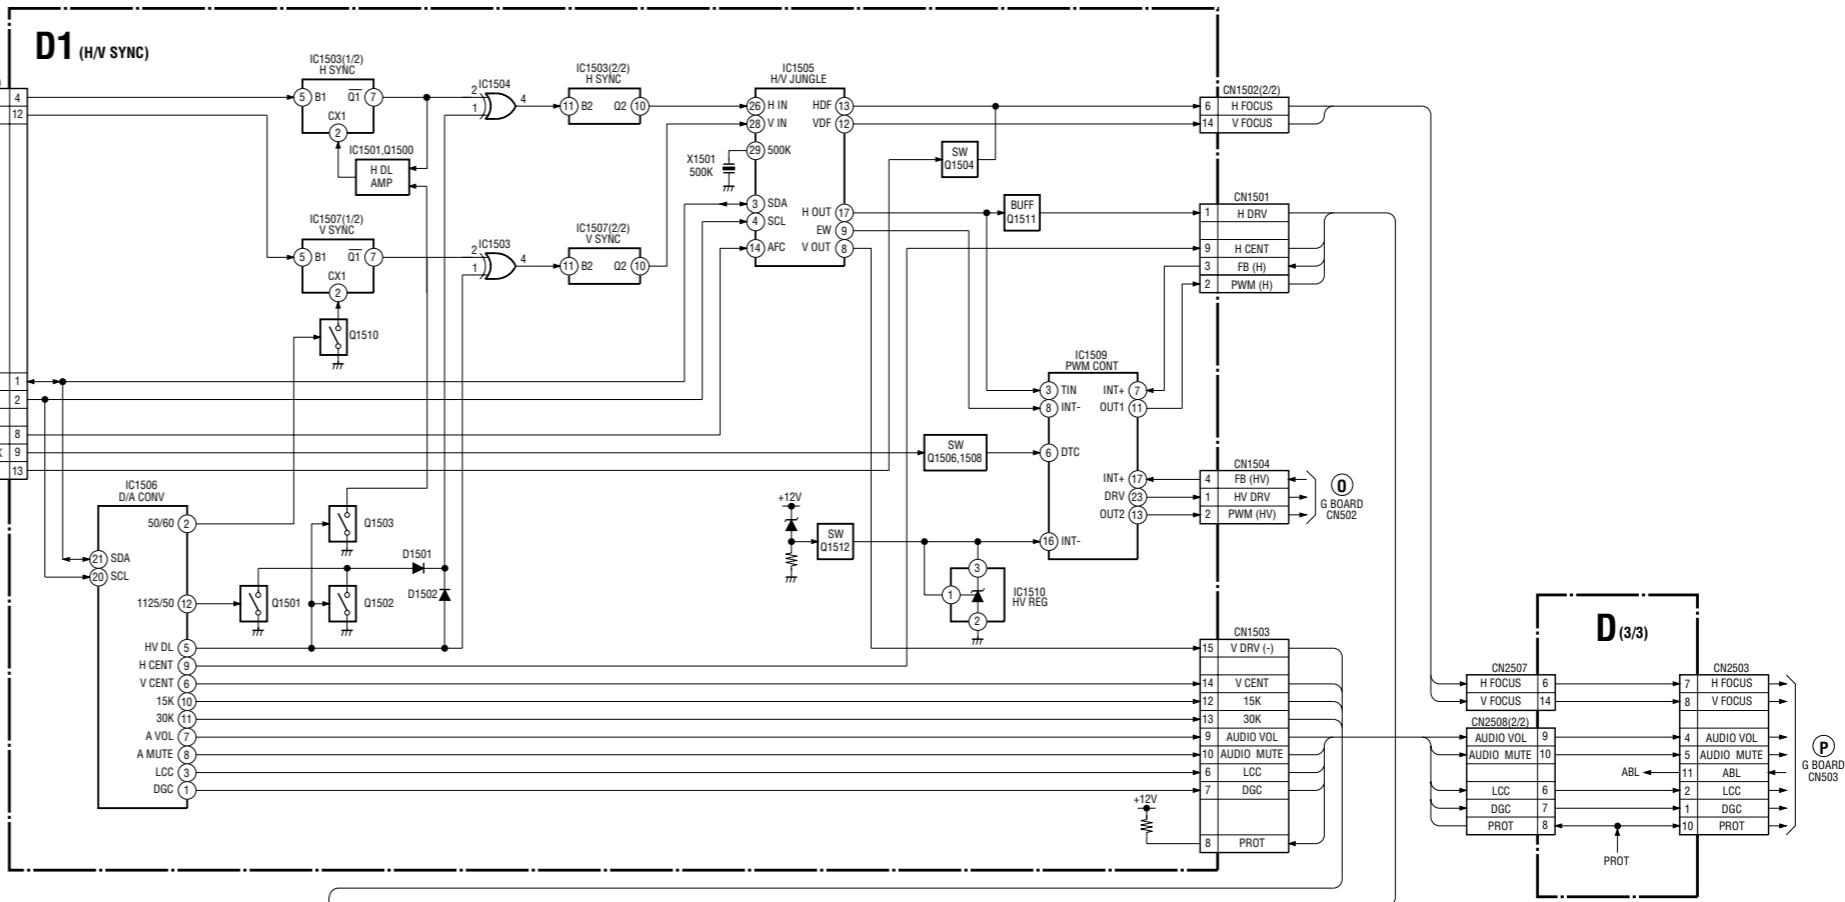 D1 (H/V SYNC)
4
12
1
2
8
K 9
13
IC1503(1/2)
H SYNC
5 B1 Q1 7
CX1
2
IC1501,Q1500
H DL
AMP
IC1504
2
1
4
IC1503(2/2)
H SYNC
11 B2 Q2 10
IC1507(1/2)
V SYNC
5 B1 Q1 7
CX1
2
Q1510
IC1503
2
1
4
IC1507(2/2)
V SYNC
11 B2 Q2 10
IC1505
H/V JUNGLE
26 H IN HDF 13
28 V IN VDF 12
29 500K
X1501
500K
3 SDA
4 SCL
14 AFC
H OUT 17
EW 9
V OUT 8
SW
Q1504
BUFF
Q1511
CN1502(2/2)
6 H FOCUS
14 V FOCUS
CN1501
1 H DRV
9 H CENT
3 FB (H)
2 PWM (H)
IC1509
PWM CONT
3 TIN INT+ 7
8 INT- OUT1 11
6 DTC
INT+ 17
DRV 23
OUT2 13
16 INT-
SW
Q1506,1508
CN1504
4 FB (HV)
1 HV DRV
2 PWM (HV)
O
G BOARD
CN502
+12V
SW
Q1512
3
1
2
IC1510
HV REG
IC1506
D/A CONV
50/60 2
21 SDA
20 SCL
1125/50 12
HV DL 5
H CENT 9
V CENT 6
15K 10
30K 11
A VOL 7
A MUTE 8
LCC 3
DGC 1
Q1503
Q1501
Q1502
D1501
D1502
CN1503
15 V DRV (-)
14 V CENT
12 15K
13 30K
9 AUDIO VOL
10 AUDIO MUTE
6 LCC
7 DGC
8 PROT
+12V
D (3/3)
CN2507
H FOCUS 6
V FOCUS 14
CN2508(2/2)
AUDIO VOL 9
AUDIO MUTE 10
LCC 6
DGC 7
PROT 8
ABL
PROT
CN2503
7 H FOCUS
8 V FOCUS
4 AUDIO VOL
5 AUDIO MUTE
11 ABL
2 LCC
1 DGC
10 PROT
P
G BOARD
CN503